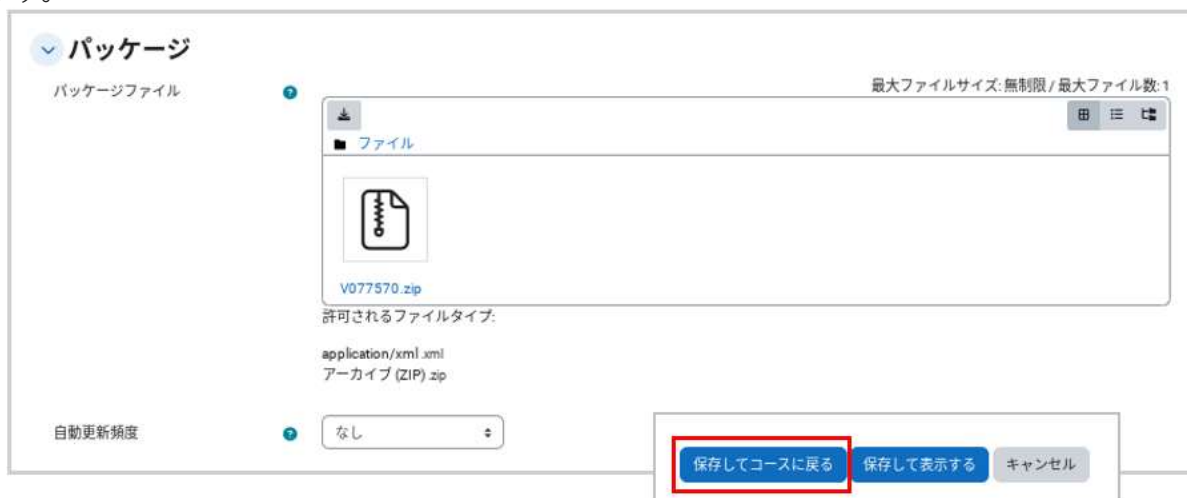 す。
パッケージ
パッケージファイル
最大ファイルサイズ: 無制限 / 最大ファイル数: 1
ファイル
V077570.zip
許可されるファイルタイプ:
application/xml .xml
アーカイブ (ZIP) .zip
自動更新頻度
なし
保存してコースに戻る 保存して表示する キャンセル